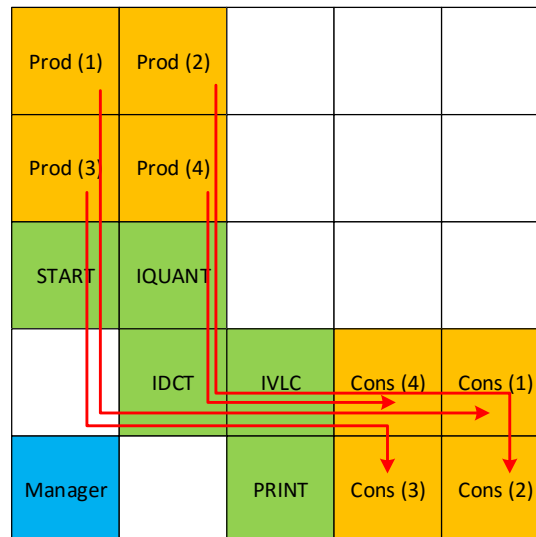 Prod (1) Prod (2)
Prod (3) Prod (4)
START IQUANT
IDCT IVLC Cons (4) Cons (1)
Manager PRINT Cons (3) Cons (2)